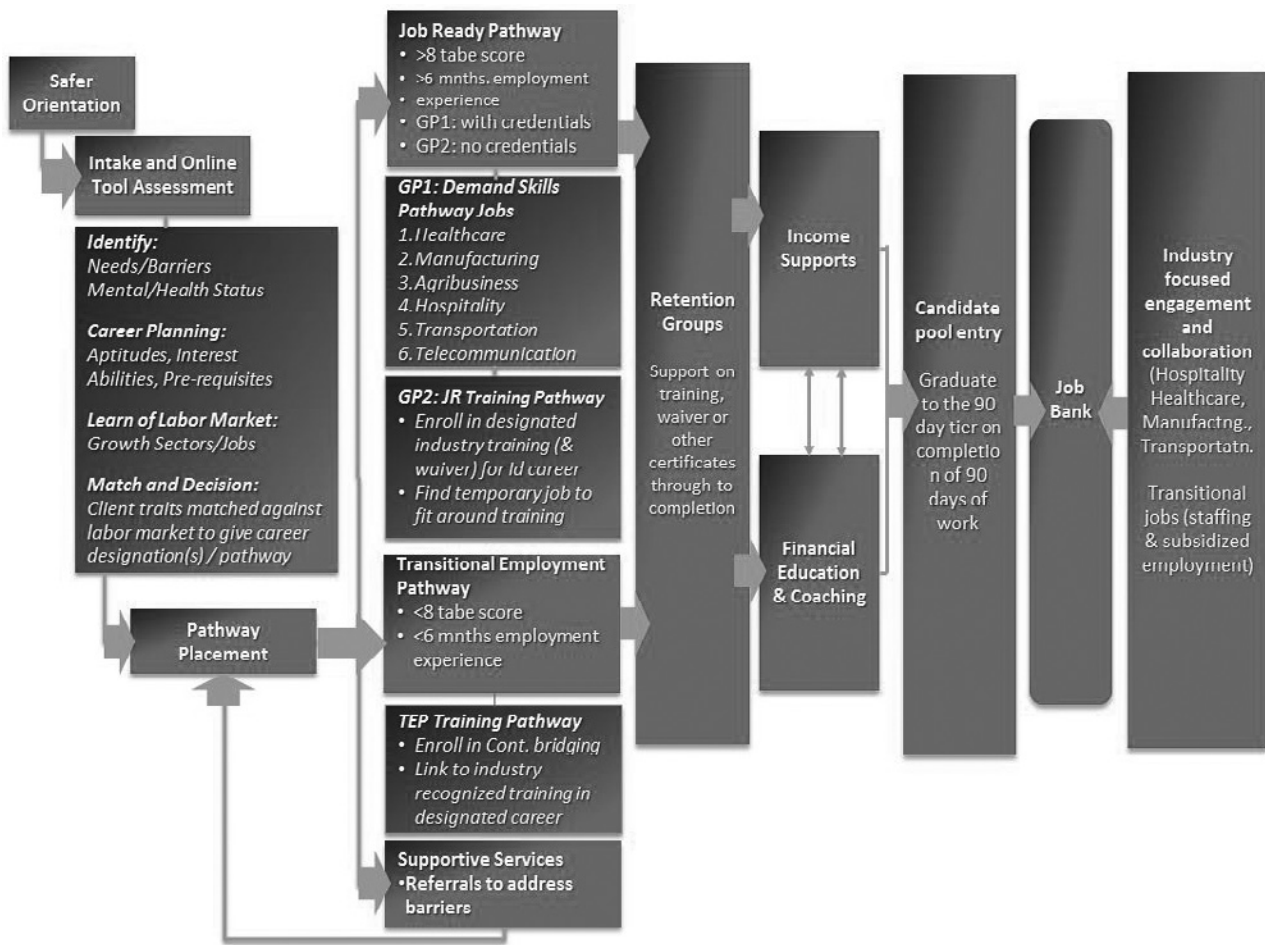 Safer
Orientation
Intake and Online
Tool Assessment
Identify:
Needs/Barriers
Mental/Health Status
Career Planning:
Aptitudes, Interest
Abilities, Pre-requisites
Learn of Labor Market:
Growth Sectors/Jobs
Match and Decision:
Client traits matched against
labor market to give career
designation(s) / pathway
Pathway
Placement
Job Ready Pathway
• >8 tabe score
• >6 mnths. employment
• experience
• GP1: with credentials
• GP2: no credentials
GP1: Demand Skills
Pathway Jobs
1. Healthcare
2. Manufacturing
3. Agribusiness
4. Hospitality
5. Transportation
6. Telecommunication
GP2: JR Training Pathway
• Enroll in designated
industry training (&
waiver) for Id career
• Find temporary job to
fit around training
Transitional Employment
Pathway
• <8 tabe score
• <6 mnths employment
experience
TEP Training Pathway
• Enroll in Cont. bridging
• Link to industry
recognized training in
designated career
Supportive Services
•Referrals to address
barriers
Retention
Groups
Support on
training,
waiver or
other
certificates
through to
completion
Income
Supports
Financial
Education
& Coaching
Candidate
pool entry
Graduate
to the 90
day tier on
completio
n of 90
days of
work
Job
Bank
Industry
focused
engagement
and
collaboration
(Hospitality
Healthcare,
Manufactng.,
Transportatn.
Transitional
jobs (staffing
& subsidized
employment)